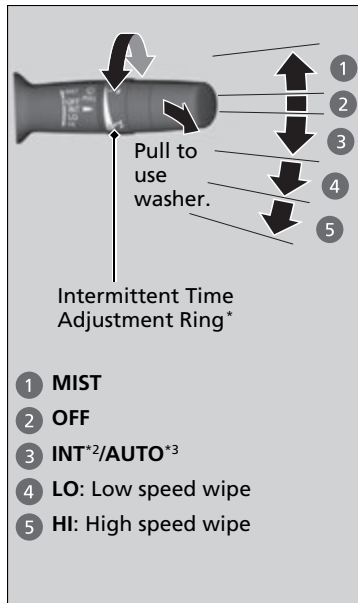 1
2
3
4
5
Pull to
use
washer.
Intermittent Time
Adjustment Ring*
1 MIST
2 OFF
3 INT*2/AUTO*3
4 LO: Low speed wipe
5 HI: High speed wipe